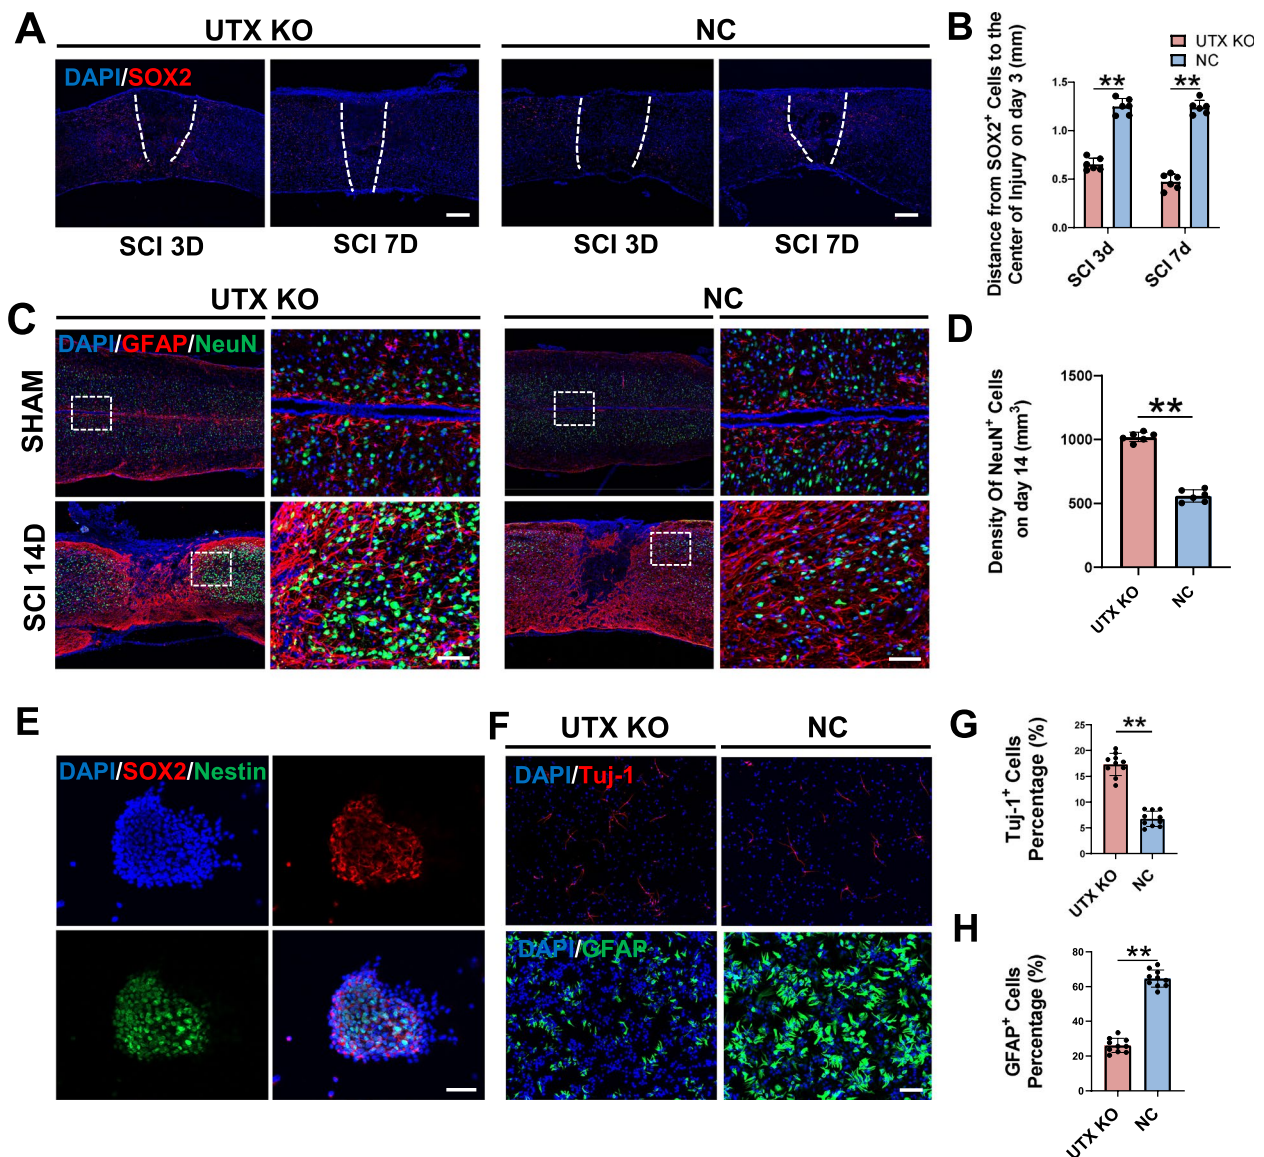 A
UTX KO
NC
DAPI/SOX2
SCI 3D
SCI 7D
SCI 3D
SCI 7D
B
UTX KO
NC
Distance from SOX2⁺ Cells to the
Center of Injury on day 3 (mm)
1.5
1.0
0.5
0.0
**
**
SCI 3d
SCI 7d
C
UTX KO
NC
DAPI/GFAP/NeuN
SHAM
SCI 14D
D
Density Of NeuN⁺ Cells
on day 14 (mm³)
1500
1000
500
0
**
UTX KO
NC
E
DAPI/SOX2/Nestin
F
UTX KO
NC
DAPI/Tuj-1
DAPI/GFAP
G
Tuj-1⁺ Cells
Percentage (%)
25
20
15
10
5
0
**
UTX KO
NC
H
GFAP⁺ Cells
Percentage (%)
80
60
40
20
0
**
UTX KO
NC